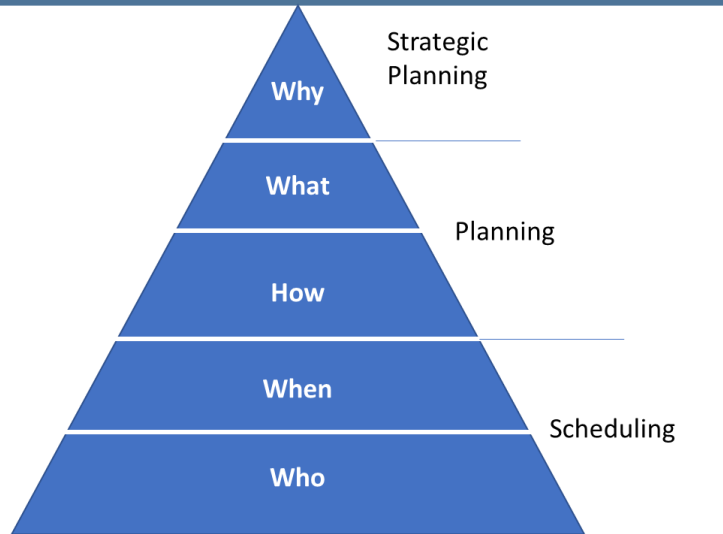 Strategic
Planning
Why
What
Planning
How
When
Scheduling
Who